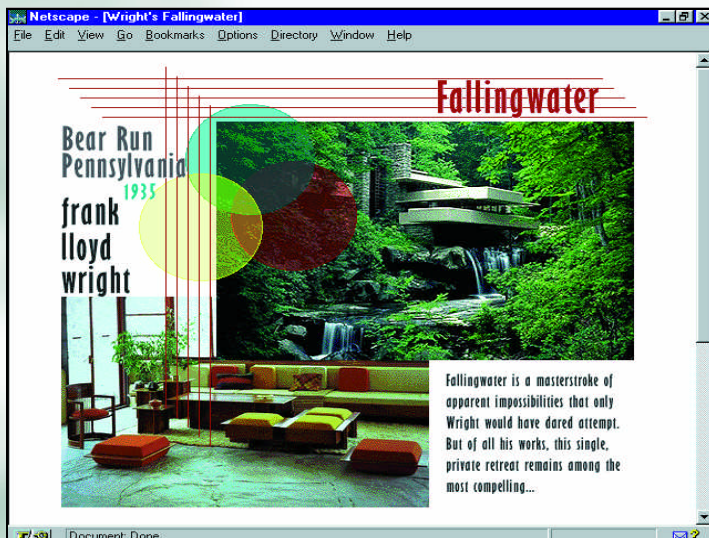 Netscape - [Wright's Fallingwater]
File Edit View Go Bookmarks Options Directory Window Help
Fallingwater
Bear Run
Pennsylvania
1935
frank
lloyd
wright
Fallingwater is a masterstroke of
apparent impossibilities that only
Wright would have dared attempt.
But of all his works, this single,
private retreat remains among the
most compelling...
Document: Done